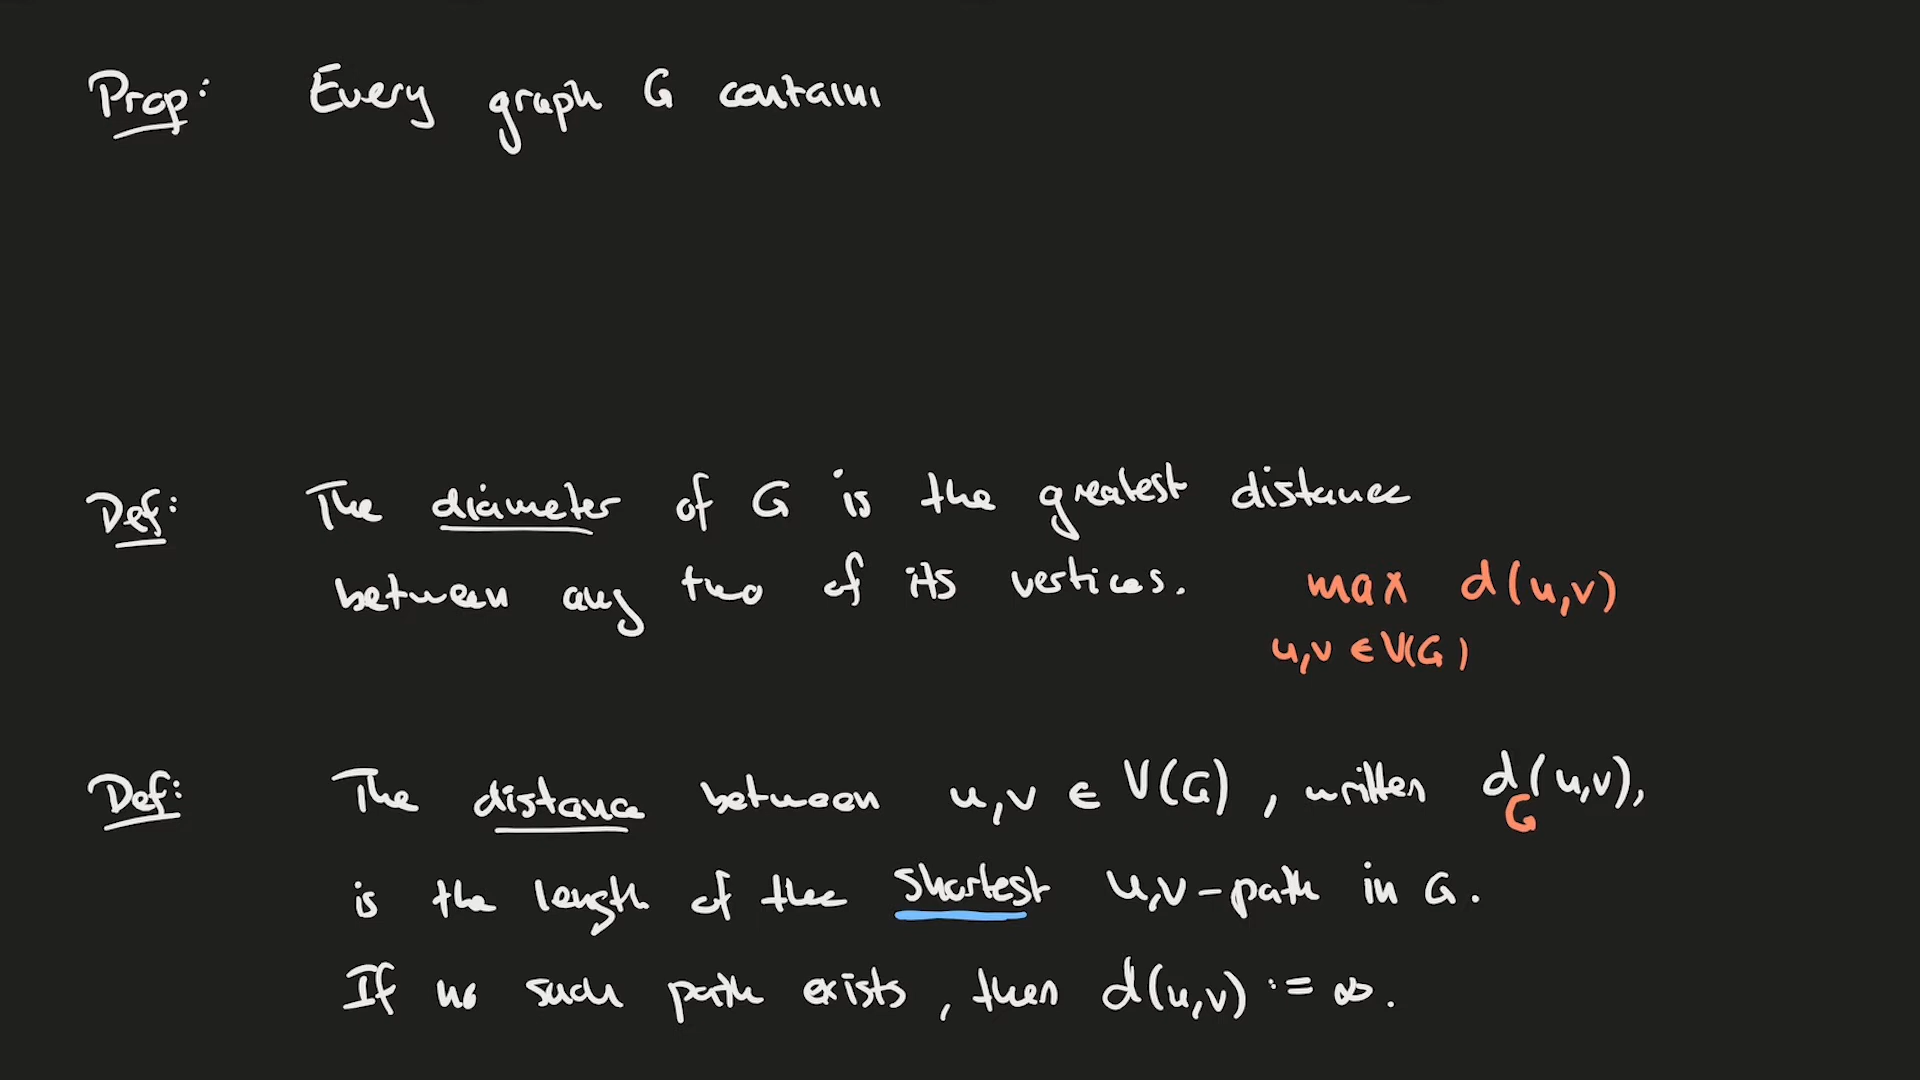 Prop: Every graph G contain
Def: The diameter of G is the greatest distance
between any two of its vertices. max d(u,v)
u,v ∈ V(G)
Def: The distance between u,v ∈ V(G), written d_G(u,v),
is the length of the shortest u,v-path in G.
If no such path exists, then d(u,v) := ∞.